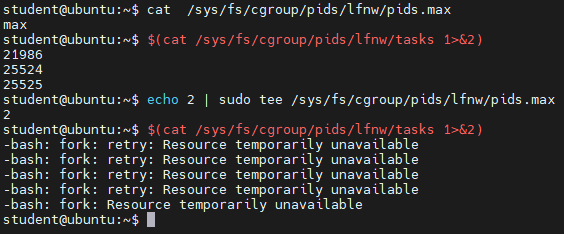 student@ubuntu:~$ cat  /sys/fs/cgroup/pids/lfnw/pids.max
max
student@ubuntu:~$ $(cat /sys/fs/cgroup/pids/lfnw/tasks 1>&2)
21986
25524
25525
student@ubuntu:~$ echo 2 | sudo tee /sys/fs/cgroup/pids/lfnw/pids.max
2
student@ubuntu:~$ $(cat /sys/fs/cgroup/pids/lfnw/tasks 1>&2)
-bash: fork: retry: Resource temporarily unavailable
-bash: fork: retry: Resource temporarily unavailable
-bash: fork: retry: Resource temporarily unavailable
-bash: fork: retry: Resource temporarily unavailable
-bash: fork: Resource temporarily unavailable
student@ubuntu:~$